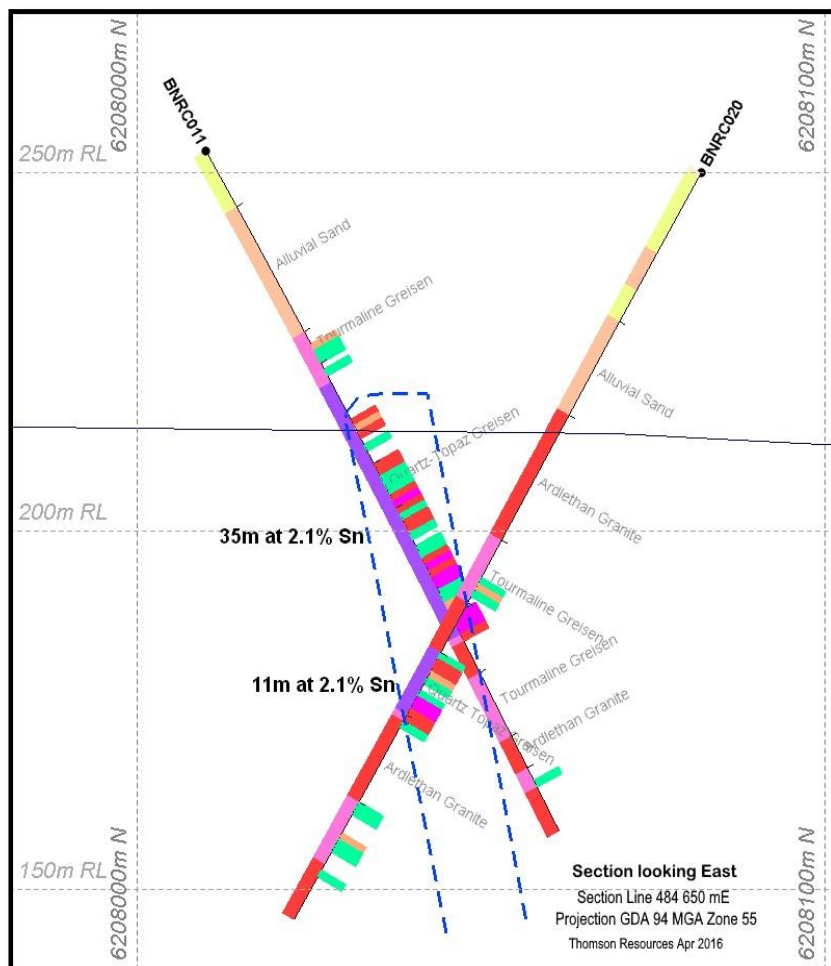 6208000m N
6208100m N
BNRC011
BNRC020
250m RL
Alluvial Sand
Tourmaline Greisen
Alluvial Sand
Quartz-Topaz Greisen
Ardlethan Granite
200m RL
35m at 2.1% Sn
Tourmaline Greisen
Tourmaline Greisen
11m at 2.1% Sn
Quartz Topaz Greisen
Ardlethan Granite
Ardlethan Granite
150m RL
Section looking East
Section Line 484 650 mE
Projection GDA 94 MGA Zone 55
Thomson Resources Apr 2016
6208000m N
6208100m N